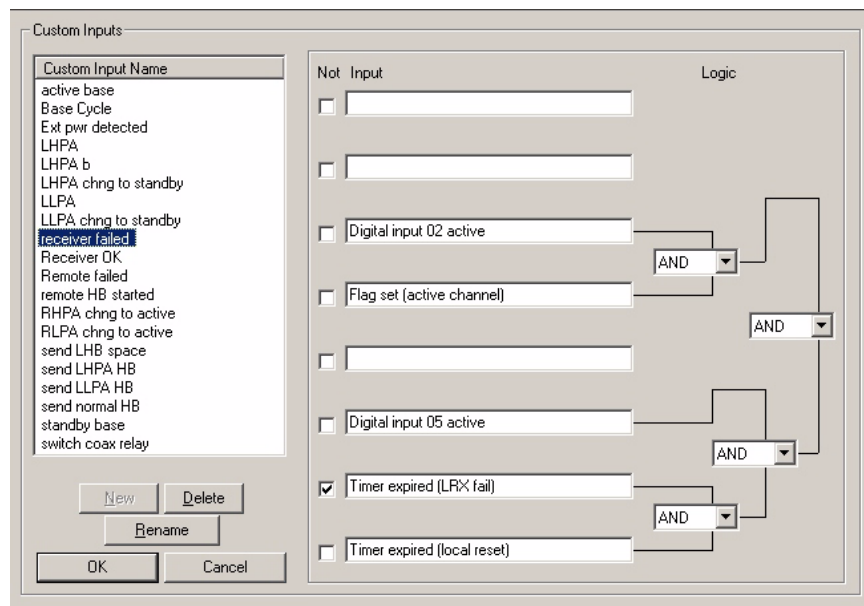 Custom Inputs
Custom Input Name
active base
Base Cycle
Ext pwr detected
LHPA
LHPA b
LHPA chng to standby
LLPA
LLPA chng to standby
receiver failed
Receiver OK
Remote failed
remote HB started
RHPA chng to active
RLPA chng to active
send LHB space
send LHPA HB
send LLPA HB
send normal HB
standby base
switch coax relay
New Delete
Rename
OK Cancel
Not Input Logic
Digital input 02 active
AND
Flag set (active channel)
AND
Digital input 05 active
AND
Timer expired (LRX fail)
AND
Timer expired (local reset)